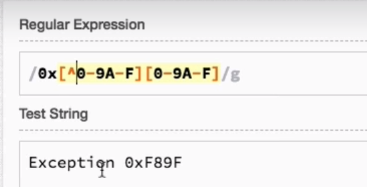 Regular Expression
/0x[^0-9A-F][0-9A-F]/g
Test String
Exception 0xF89F